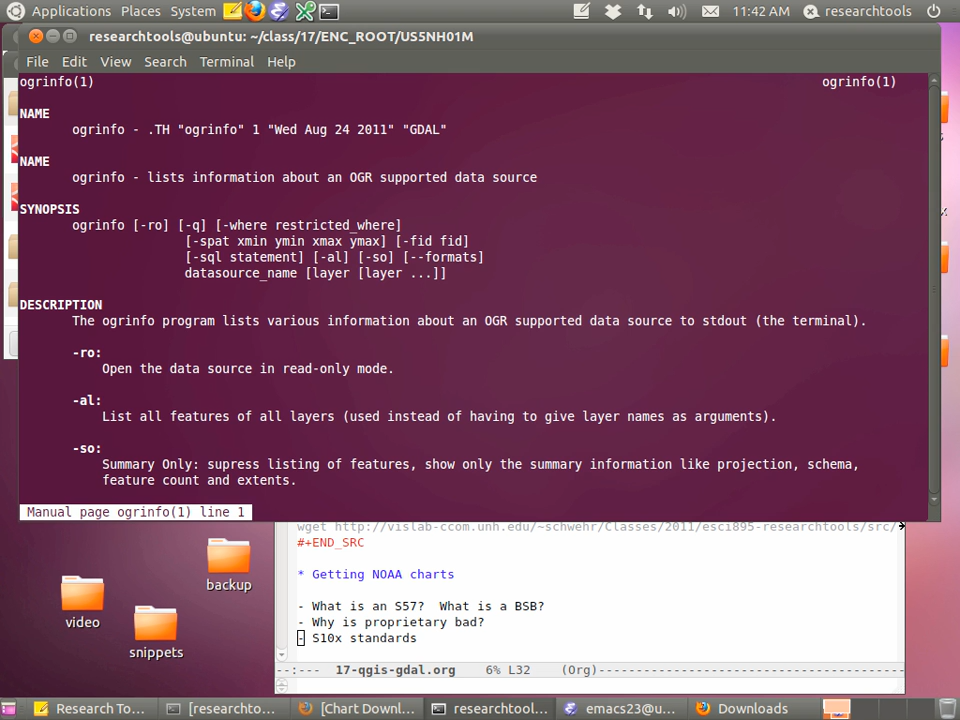 Applications Places System 11:42 AM researchtools
researchtools@ubuntu: ~/class/17/ENC_ROOT/US5NH01M
File Edit View Search Terminal Help
ogrinfo(1) ogrinfo(1)
NAME
ogrinfo - .TH "ogrinfo" 1 "Wed Aug 24 2011" "GDAL"
NAME
ogrinfo - lists information about an OGR supported data source
SYNOPSIS
ogrinfo [-ro] [-q] [-where restricted_where]
[-spat xmin ymin xmax ymax] [-fid fid]
[-sql statement] [-al] [-so] [--formats]
datasource_name [layer [layer ...]]
DESCRIPTION
The ogrinfo program lists various information about an OGR supported data source to stdout (the terminal).
-ro:
Open the data source in read-only mode.
-al:
List all features of all layers (used instead of having to give layer names as arguments).
-so:
Summary Only: supress listing of features, show only the summary information like projection, schema,
feature count and extents.
Manual page ogrinfo(1) line 1
wget http://vislab-ccom.unh.edu/~schwehr/Classes/2011/esci895-researchtools/src/
#+END_SRC
* Getting NOAA charts
- What is an S57? What is a BSB?
- Why is proprietary bad?
- S10x standards
--:--- 17-qgis-gdal.org 6% L32 (Org)----------------------------------------
backup
video
snippets
Research To... [researchto... [Chart Downl... researchtool... emacs23@u... Downloads